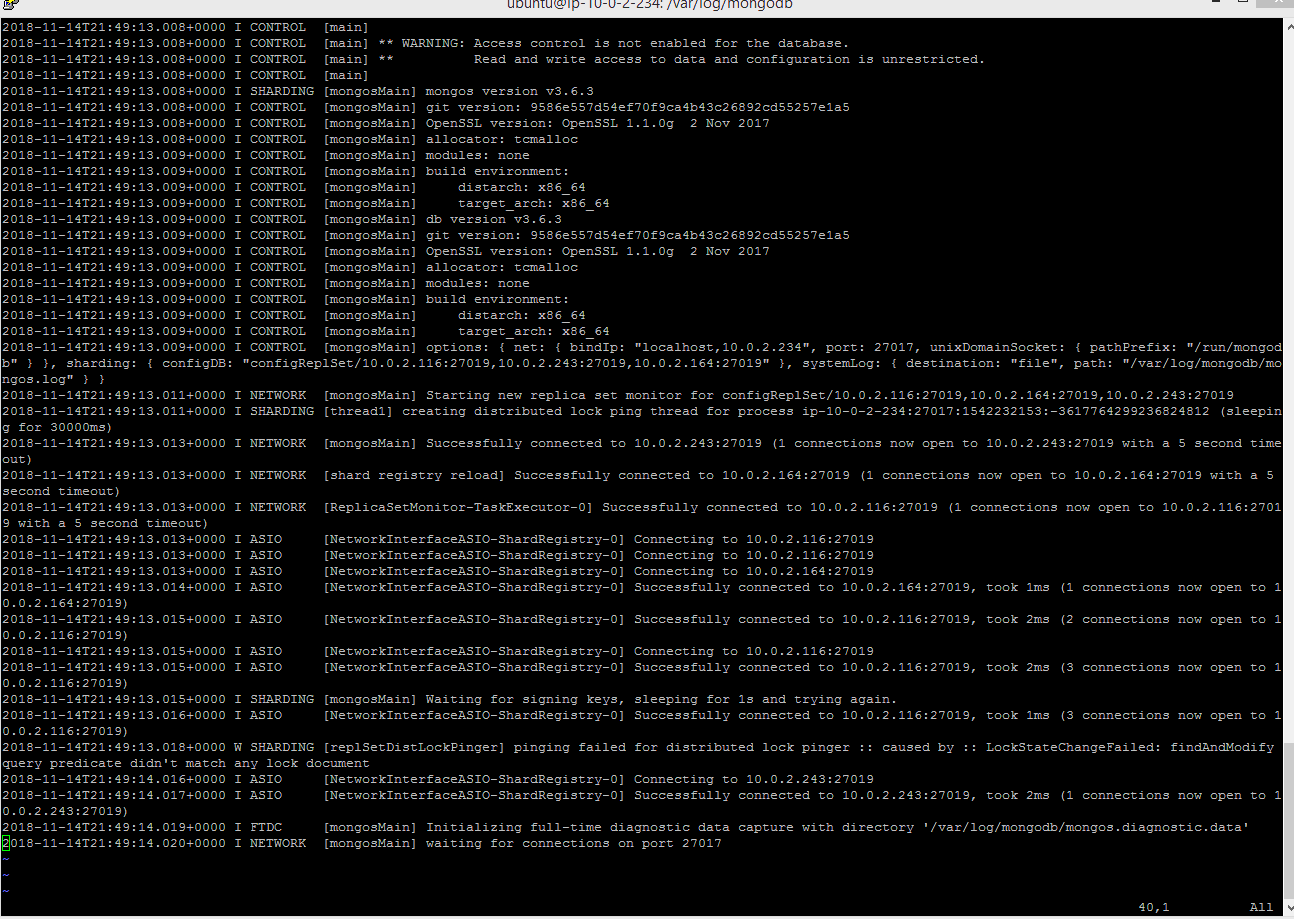 ubuntu@ip-10-0-2-234: /var/log/mongodb
2018-11-14T21:49:13.008+0000 I CONTROL  [main]
2018-11-14T21:49:13.008+0000 I CONTROL  [main] ** WARNING: Access control is not enabled for the database.
2018-11-14T21:49:13.008+0000 I CONTROL  [main] **          Read and write access to data and configuration is unrestricted.
2018-11-14T21:49:13.008+0000 I CONTROL  [main]
2018-11-14T21:49:13.008+0000 I SHARDING [mongosMain] mongos version v3.6.3
2018-11-14T21:49:13.008+0000 I CONTROL  [mongosMain] git version: 9586e557d54ef70f9ca4b43c26892cd55257e1a5
2018-11-14T21:49:13.008+0000 I CONTROL  [mongosMain] OpenSSL version: OpenSSL 1.1.0g  2 Nov 2017
2018-11-14T21:49:13.008+0000 I CONTROL  [mongosMain] allocator: tcmalloc
2018-11-14T21:49:13.009+0000 I CONTROL  [mongosMain] modules: none
2018-11-14T21:49:13.009+0000 I CONTROL  [mongosMain] build environment:
2018-11-14T21:49:13.009+0000 I CONTROL  [mongosMain]     distarch: x86_64
2018-11-14T21:49:13.009+0000 I CONTROL  [mongosMain]     target_arch: x86_64
2018-11-14T21:49:13.009+0000 I CONTROL  [mongosMain] db version v3.6.3
2018-11-14T21:49:13.009+0000 I CONTROL  [mongosMain] git version: 9586e557d54ef70f9ca4b43c26892cd55257e1a5
2018-11-14T21:49:13.009+0000 I CONTROL  [mongosMain] OpenSSL version: OpenSSL 1.1.0g  2 Nov 2017
2018-11-14T21:49:13.009+0000 I CONTROL  [mongosMain] allocator: tcmalloc
2018-11-14T21:49:13.009+0000 I CONTROL  [mongosMain] modules: none
2018-11-14T21:49:13.009+0000 I CONTROL  [mongosMain] build environment:
2018-11-14T21:49:13.009+0000 I CONTROL  [mongosMain]     distarch: x86_64
2018-11-14T21:49:13.009+0000 I CONTROL  [mongosMain]     target_arch: x86_64
2018-11-14T21:49:13.009+0000 I CONTROL  [mongosMain] options: { net: { bindIp: "localhost,10.0.2.234", port: 27017, unixDomainSocket: { pathPrefix: "/run/mongod
b" } }, sharding: { configDB: "configReplSet/10.0.2.116:27019,10.0.2.243:27019,10.0.2.164:27019" }, systemLog: { destination: "file", path: "/var/log/mongodb/mo
ngos.log" } }
2018-11-14T21:49:13.011+0000 I NETWORK  [mongosMain] Starting new replica set monitor for configReplSet/10.0.2.116:27019,10.0.2.164:27019,10.0.2.243:27019
2018-11-14T21:49:13.011+0000 I SHARDING [thread1] creating distributed lock ping thread for process ip-10-0-2-234:27017:1542232153:-3617764299236824812 (sleepin
g for 30000ms)
2018-11-14T21:49:13.013+0000 I NETWORK  [mongosMain] Successfully connected to 10.0.2.243:27019 (1 connections now open to 10.0.2.243:27019 with a 5 second time
out)
2018-11-14T21:49:13.013+0000 I NETWORK  [shard registry reload] Successfully connected to 10.0.2.164:27019 (1 connections now open to 10.0.2.164:27019 with a 5
second timeout)
2018-11-14T21:49:13.013+0000 I NETWORK  [ReplicaSetMonitor-TaskExecutor-0] Successfully connected to 10.0.2.116:27019 (1 connections now open to 10.0.2.116:2701
9 with a 5 second timeout)
2018-11-14T21:49:13.013+0000 I ASIO     [NetworkInterfaceASIO-ShardRegistry-0] Connecting to 10.0.2.116:27019
2018-11-14T21:49:13.013+0000 I ASIO     [NetworkInterfaceASIO-ShardRegistry-0] Connecting to 10.0.2.116:27019
2018-11-14T21:49:13.013+0000 I ASIO     [NetworkInterfaceASIO-ShardRegistry-0] Connecting to 10.0.2.164:27019
2018-11-14T21:49:13.014+0000 I ASIO     [NetworkInterfaceASIO-ShardRegistry-0] Successfully connected to 10.0.2.164:27019, took 1ms (1 connections now open to 1
0.0.2.164:27019)
2018-11-14T21:49:13.015+0000 I ASIO     [NetworkInterfaceASIO-ShardRegistry-0] Successfully connected to 10.0.2.116:27019, took 2ms (2 connections now open to 1
0.0.2.116:27019)
2018-11-14T21:49:13.015+0000 I ASIO     [NetworkInterfaceASIO-ShardRegistry-0] Connecting to 10.0.2.116:27019
2018-11-14T21:49:13.015+0000 I ASIO     [NetworkInterfaceASIO-ShardRegistry-0] Successfully connected to 10.0.2.116:27019, took 2ms (3 connections now open to 1
0.0.2.116:27019)
2018-11-14T21:49:13.015+0000 I SHARDING [mongosMain] Waiting for signing keys, sleeping for 1s and trying again.
2018-11-14T21:49:13.016+0000 I ASIO     [NetworkInterfaceASIO-ShardRegistry-0] Successfully connected to 10.0.2.116:27019, took 1ms (3 connections now open to 1
0.0.2.116:27019)
2018-11-14T21:49:13.018+0000 W SHARDING [replSetDistLockPinger] pinging failed for distributed lock pinger :: caused by :: LockStateChangeFailed: findAndModify
query predicate didn't match any lock document
2018-11-14T21:49:14.016+0000 I ASIO     [NetworkInterfaceASIO-ShardRegistry-0] Connecting to 10.0.2.243:27019
2018-11-14T21:49:14.017+0000 I ASIO     [NetworkInterfaceASIO-ShardRegistry-0] Successfully connected to 10.0.2.243:27019, took 2ms (1 connections now open to 1
0.0.2.243:27019)
2018-11-14T21:49:14.019+0000 I FTDC     [mongosMain] Initializing full-time diagnostic data capture with directory '/var/log/mongodb/mongos.diagnostic.data'
2018-11-14T21:49:14.020+0000 I NETWORK  [mongosMain] waiting for connections on port 27017
~
~
~
40,1          All